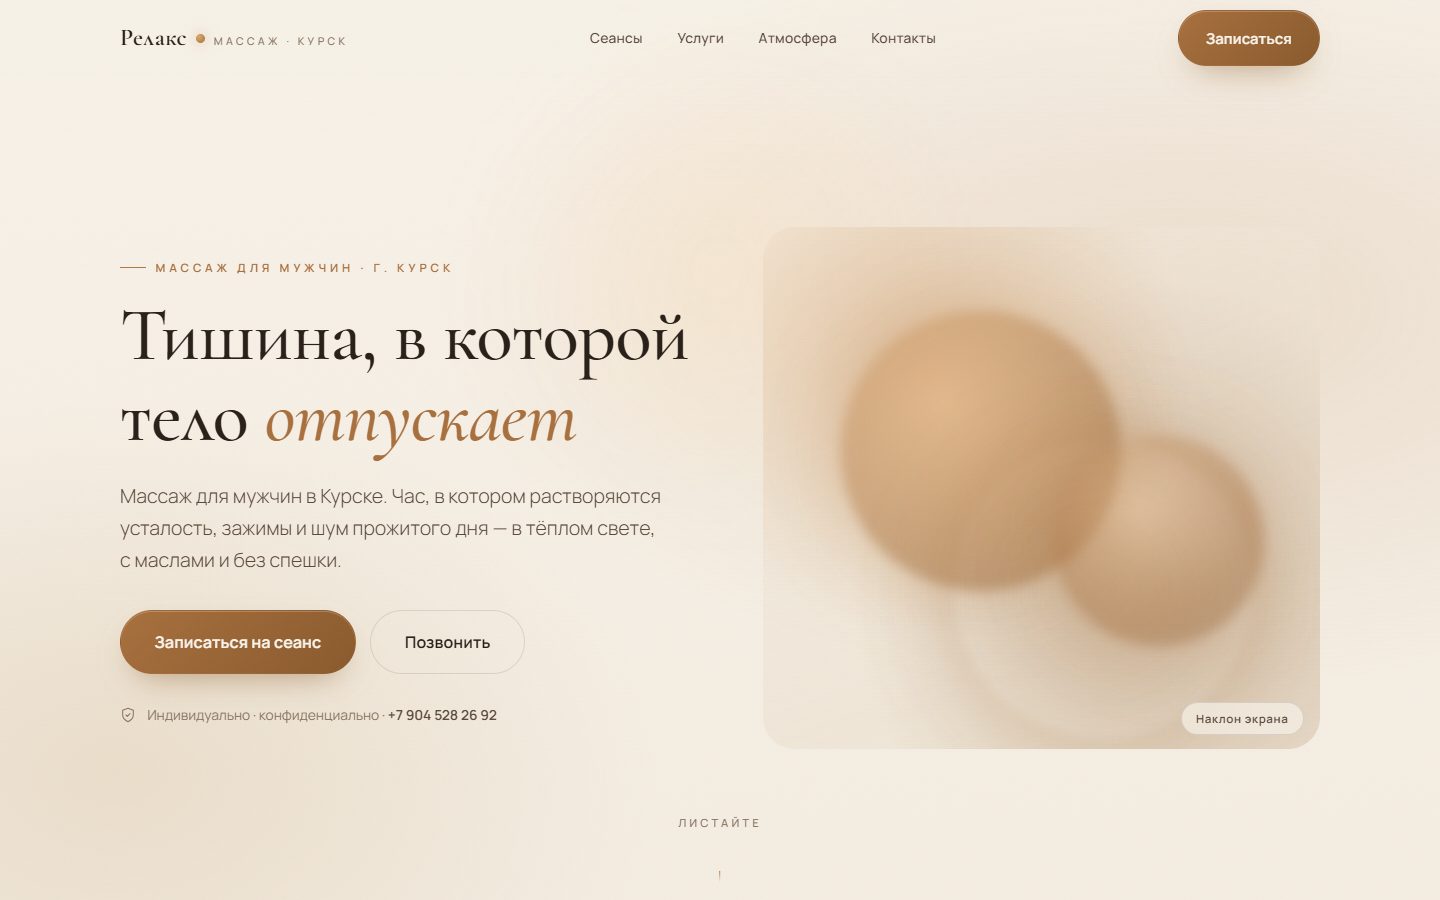 Релакс МАССАЖ · КУРСК
Сеансы Услуги Атмосфера Контакты
Записаться
МАССАЖ ДЛЯ МУЖЧИН · Г. КУРСК
Тишина, в которой
тело отпускает
Массаж для мужчин в Курске. Час, в котором растворяются
усталость, зажимы и шум прожитого дня — в тёплом свете,
с маслами и без спешки.
Записаться на сеанс
Позвонить
Индивидуально · конфиденциально · +7 904 528 26 92
Наклон экрана
ЛИСТАЙТЕ